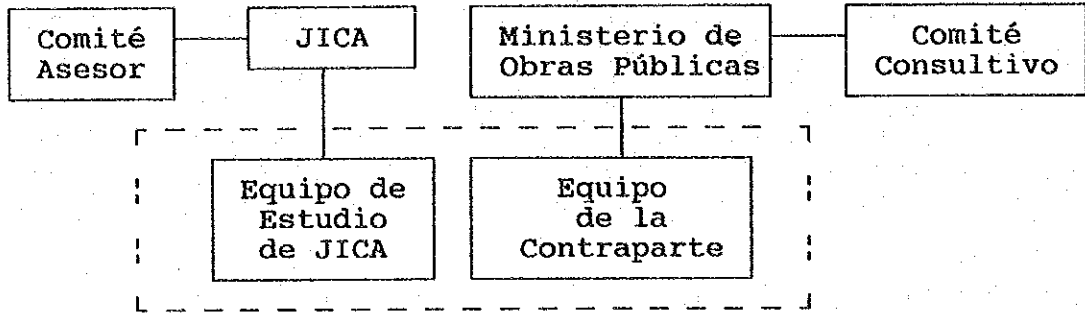 Comité
Asesor
JICA
Ministerio de
Obras Públicas
Comité
Consultivo
Equipo de
Estudio
de JICA
Equipo
de la
Contraparte